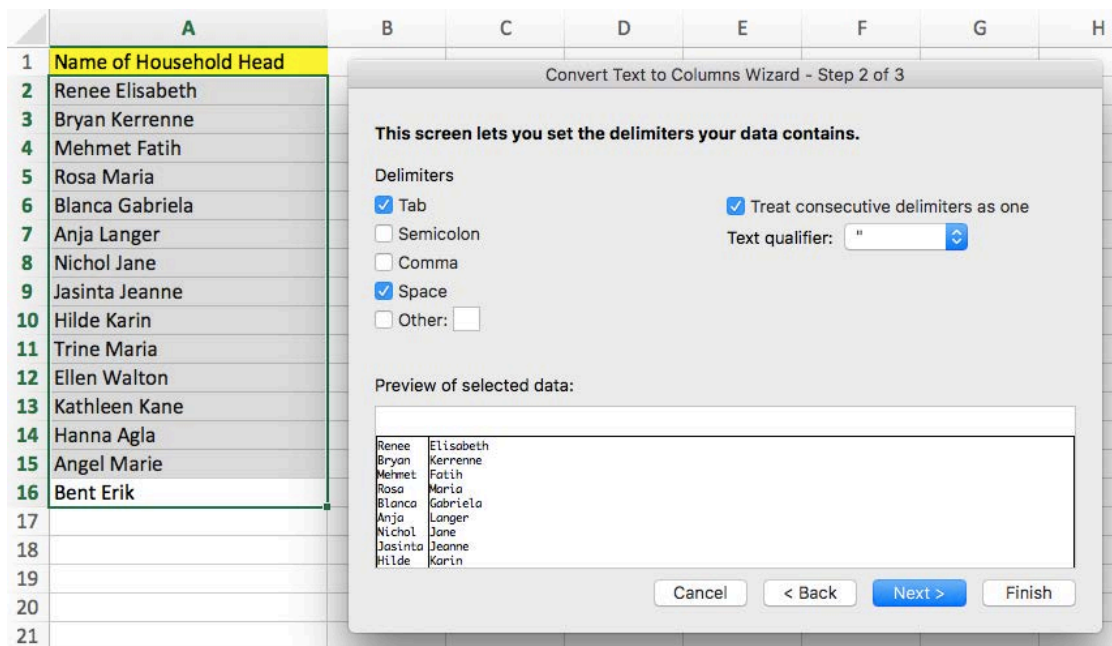 A B C D E F G H
1 Name of Household Head
2 Renee Elisabeth
3 Bryan Kerrenne
4 Mehmet Fatih
5 Rosa Maria
6 Blanca Gabriela
7 Anja Langer
8 Nichol Jane
9 Jasinta Jeanne
10 Hilde Karin
11 Trine Maria
12 Ellen Walton
13 Kathleen Kane
14 Hanna Agla
15 Angel Marie
16 Bent Erik
17
18
19
20
21
Convert Text to Columns Wizard - Step 2 of 3
This screen lets you set the delimiters your data contains.
Delimiters
Tab
Semicolon
Comma
Space
Other:
Treat consecutive delimiters as one
Text qualifier: "
Preview of selected data:
Renee Elisabeth
Bryan Kerrenne
Mehmet Fatih
Rosa Maria
Blanca Gabriela
Anja Langer
Nichol Jane
Jasinta Jeanne
Hilde Karin
Cancel < Back Next > Finish